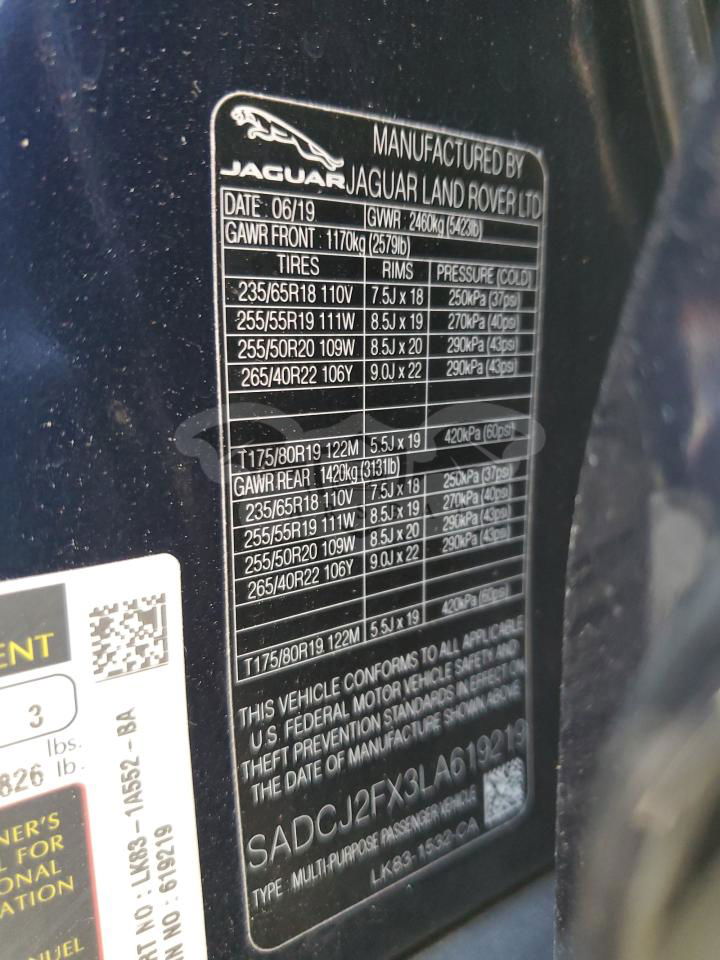 MANUFACTURED BY
JAGUAR JAGUAR LAND ROVER LTD
DATE : 06/19 GVWR : 2460kg (5423lb)
GAWR FRONT : 1170kg (2579lb)
TIRES RIMS PRESSURE (COLD)
235/65R18 110V 7.5J x 18 250kPa (37psi)
255/55R19 111W 8.5J x 19 270kPa (40psi)
255/50R20 109W 8.5J x 20 290kPa (43psi)
265/40R22 106Y 9.0J x 22 290kPa (43psi)
T175/80R19 122M 5.5J x 19 420kPa (60psi)
GAWR REAR : 1420kg (3131lb)
235/65R18 110V 7.5J x 18 250kPa (37psi)
255/55R19 111W 8.5J x 19 270kPa (40psi)
255/50R20 109W 8.5J x 20 290kPa (43psi)
265/40R22 106Y 9.0J x 22 290kPa (43psi)
T175/80R19 122M 5.5J x 19 420kPa (60psi)
THIS VEHICLE CONFORMS TO ALL APPLICABLE
U.S. FEDERAL MOTOR VEHICLE SAFETY AND
THEFT PREVENTION STANDARDS IN EFFECT ON
THE DATE OF MANUFACTURE SHOWN ABOVE
SADCJ2FX3LA619219
TYPE : MULTI-PURPOSE PASSENGER VEHICLE
LK83-1532-CA
ENT
3
lbs.
826 lb.
NER'S
L FOR
ONAL
ATION
NUEL
RT NO : LK83-1A552-BA
IN NO : 619219